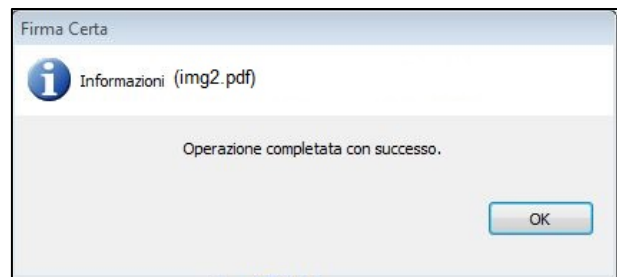 Firma Certa
Informazioni (img2.pdf)
Operazione completata con successo.
OK